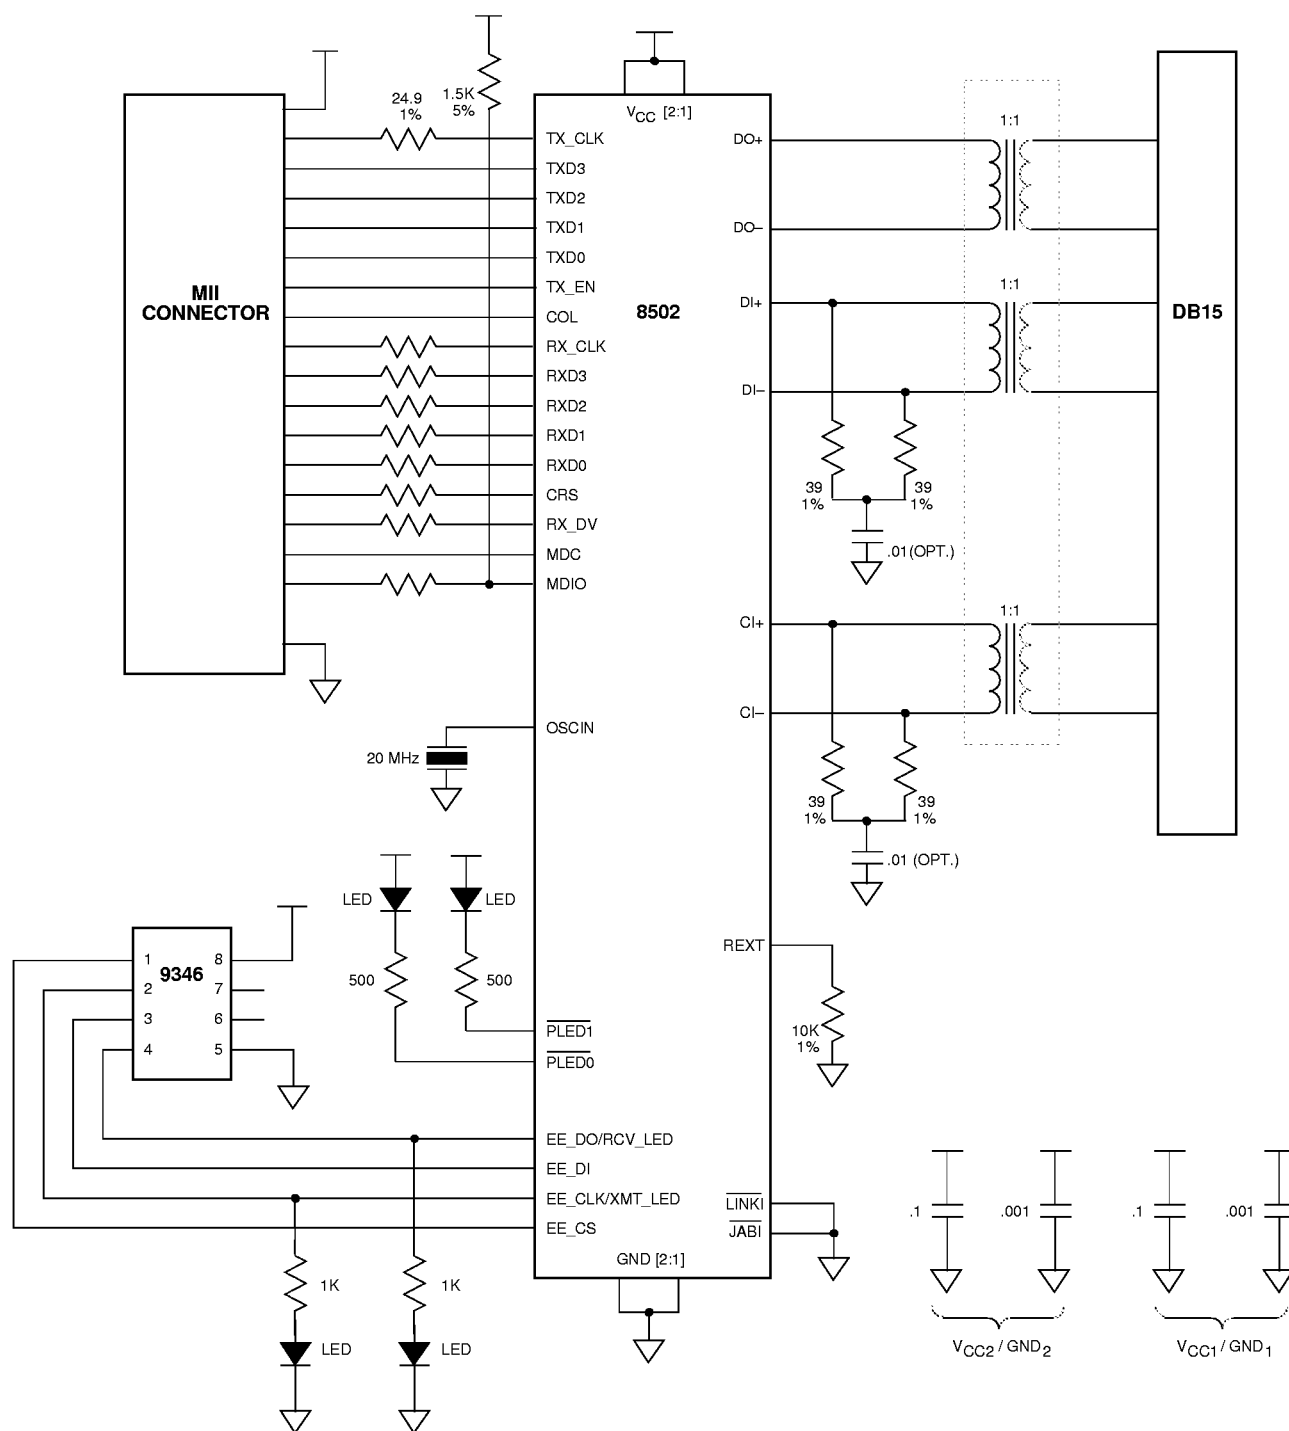 24.9
1%
1.5K
5%
VCC [2:1]
MII
CONNECTOR
8502
DB15
TX_CLK
TXD3
TXD2
TXD1
TXD0
TX_EN
COL
RX_CLK
RXD3
RXD2
RXD1
RXD0
CRS
RX_DV
MDC
MDIO
OSCIN
20 MHz
DO+
DO–
DI+
DI–
CI+
CI–
1:1
1:1
1:1
39
1%
39
1%
.01(OPT.)
39
1%
39
1%
.01 (OPT.)
REXT
10K
1%
LED
LED
500
500
PLED1
PLED0
9346
1
2
3
4
8
7
6
5
EE_DO/RCV_LED
EE_DI
EE_CLK/XMT_LED
EE_CS
LINKI
JABI
GND [2:1]
1K
1K
LED
LED
.1
.001
.1
.001
VCC2 / GND2
VCC1 / GND1